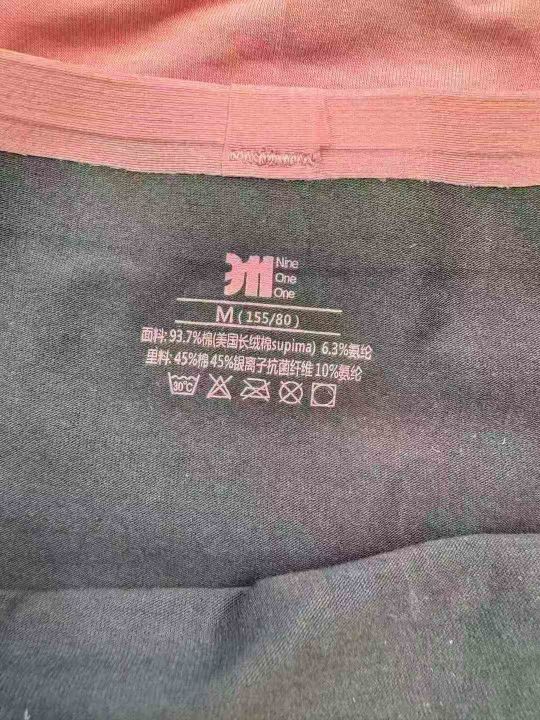 Nine
One
One
M(155/80)
面料: 93.7%棉(美国长绒棉supima) 6.3%氨纶
里料: 45%棉 45%银离子抗菌纤维 10%氨纶
30℃